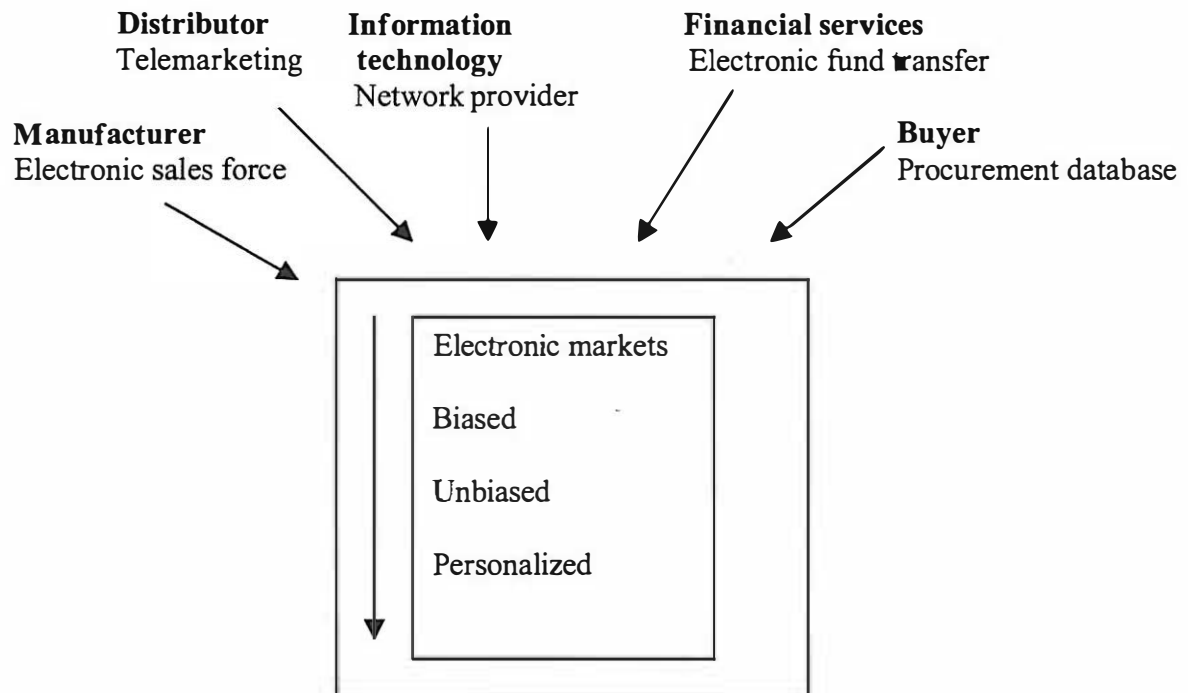 Distributor
Telemarketing
Information
technology
Network provider
Financial services
Electronic fund transfer
Manufacturer
Electronic sales force
Buyer
Procurement database
Electronic markets
Biased
Unbiased
Personalized